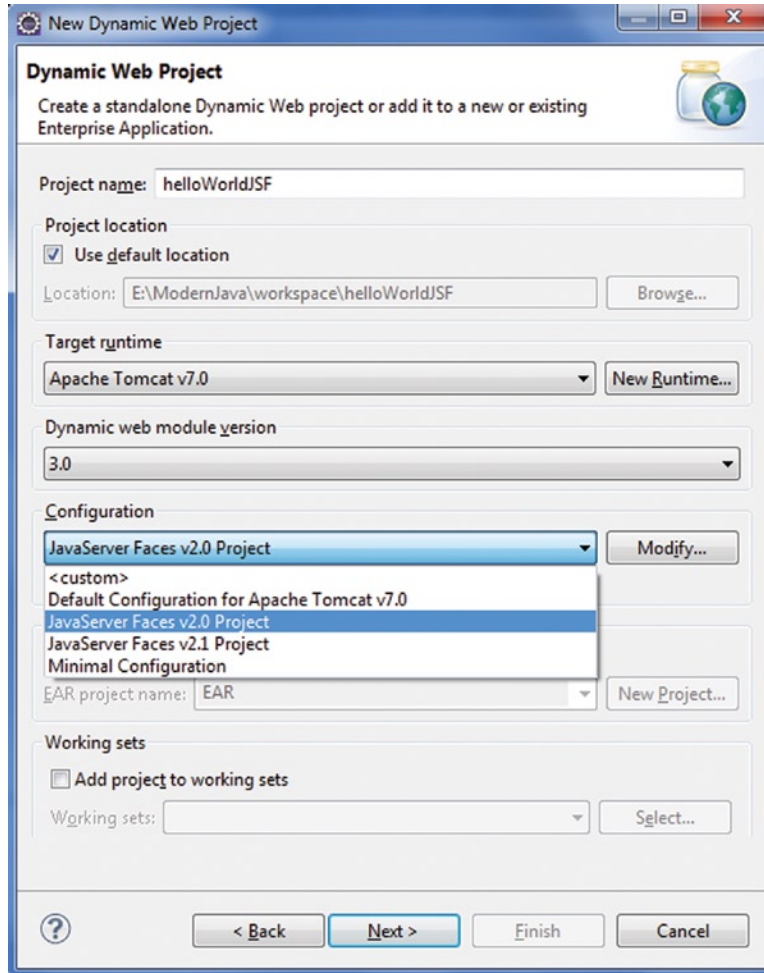 New Dynamic Web Project
Dynamic Web Project
Create a standalone Dynamic Web project or add it to a new or existing
Enterprise Application.
Project name: helloWorldJSF
Project location
Use default location
Location: E:\ModernJava\workspace\helloWorldJSF Browse...
Target runtime
Apache Tomcat v7.0 New Runtime...
Dynamic web module version
3.0
Configuration
JavaServer Faces v2.0 Project Modify...
<custom>
Default Configuration for Apache Tomcat v7.0
JavaServer Faces v2.0 Project
JavaServer Faces v2.1 Project
Minimal Configuration
EAR project name: EAR New Project...
Working sets
Add project to working sets
Working sets: Select...
? < Back Next > Finish Cancel